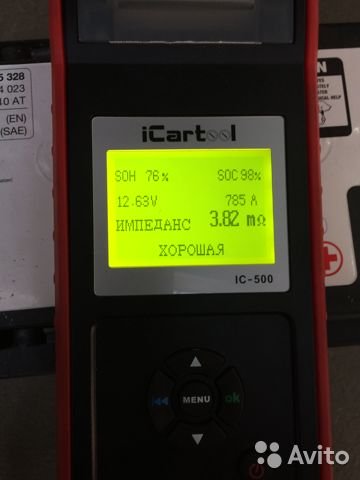 5 328
4 023
10 AT
(EN)
(SAE)
iCartool
SOH 76% SOC 98%
12.63V 785 A
ИМПЕДАНС 3.82 mΩ
ХОРОШАЯ
IC-500
MENU
ok
Avito